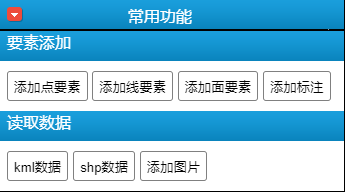 常用功能
要素添加
添加点要素 添加线要素 添加面要素 添加标注
读取数据
kml数据 shp数据 添加图片